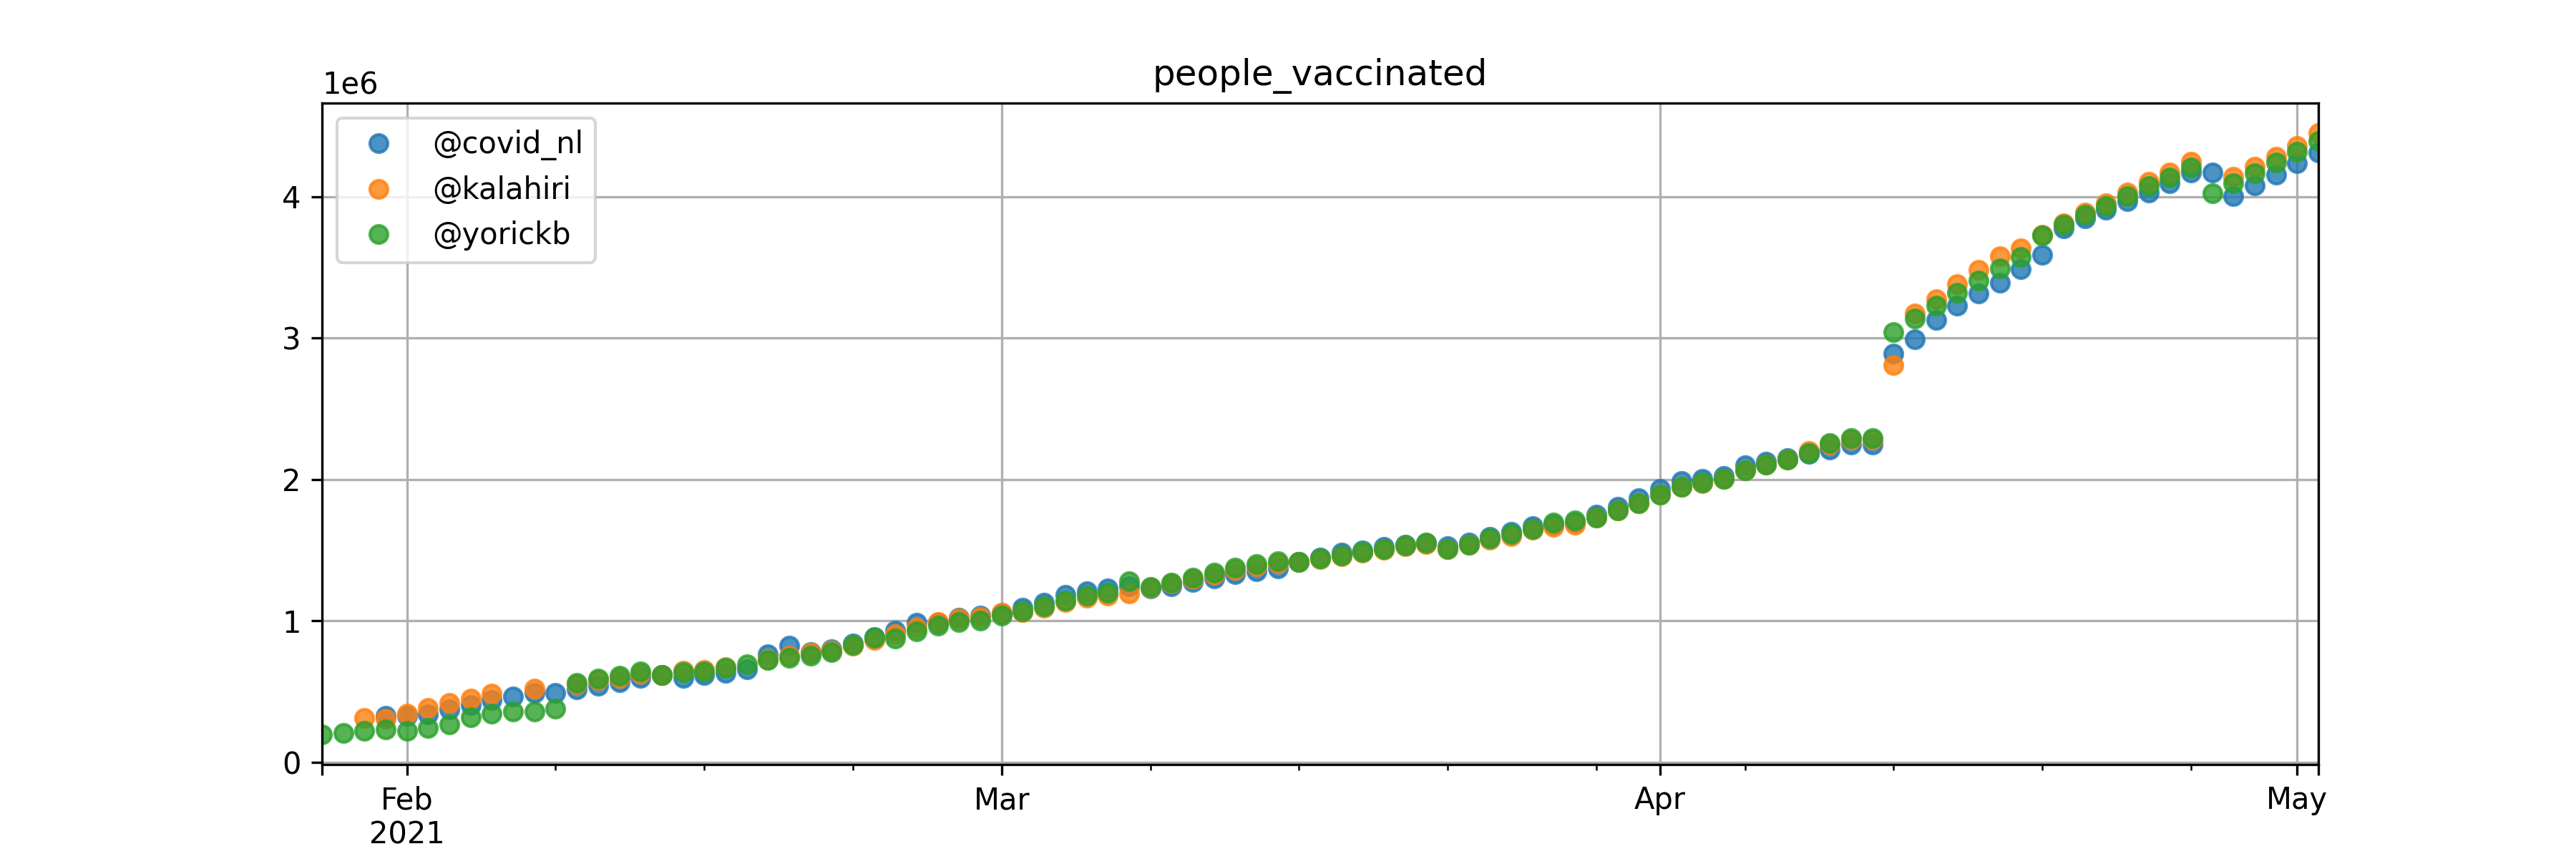 people_vaccinated
1e6
@covid_nl
@kalahiri
@yorickb
4
3
2
1
0
Feb
2021
Mar
Apr
May